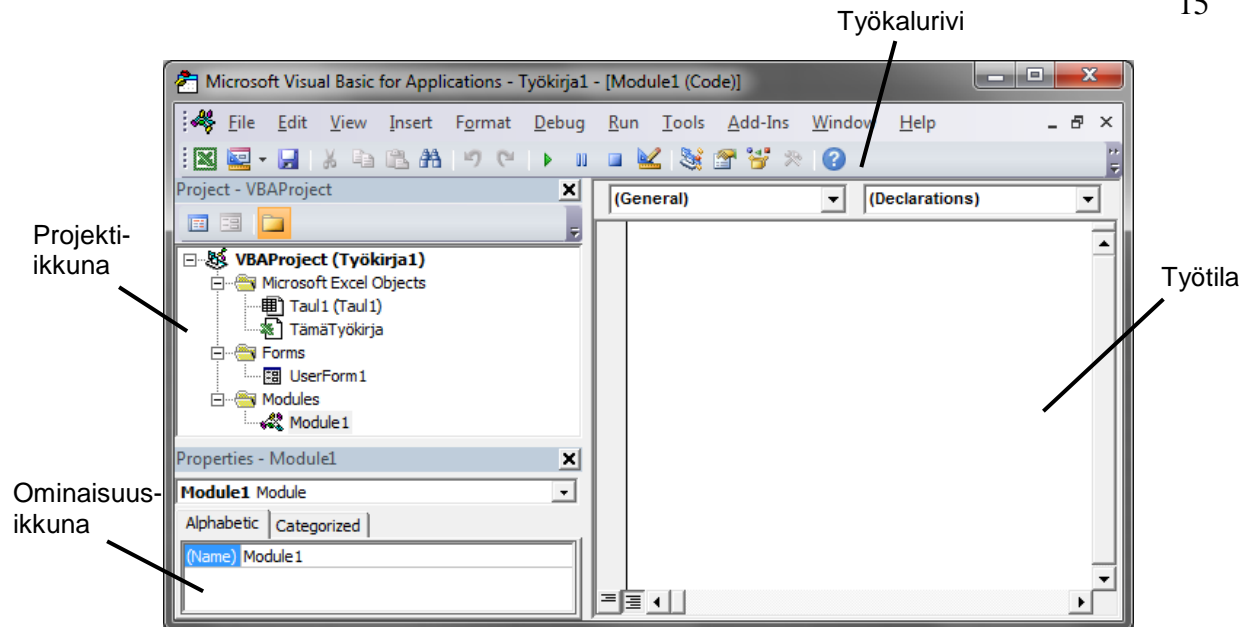 15
Työkalurivi
Microsoft Visual Basic for Applications - Työkirja1 - [Module1 (Code)]
File Edit View Insert Format Debug Run Tools Add-Ins Window Help
Project - VBAProject
(General) (Declarations)
Projekti-
ikkuna
VBAProject (Työkirja1)
Microsoft Excel Objects
Taul1 (Taul1)
TämäTyökirja
Forms
UserForm1
Modules
Module1
Työtila
Properties - Module1
Ominaisuus-
ikkuna
Module1 Module
Alphabetic Categorized
(Name) Module1